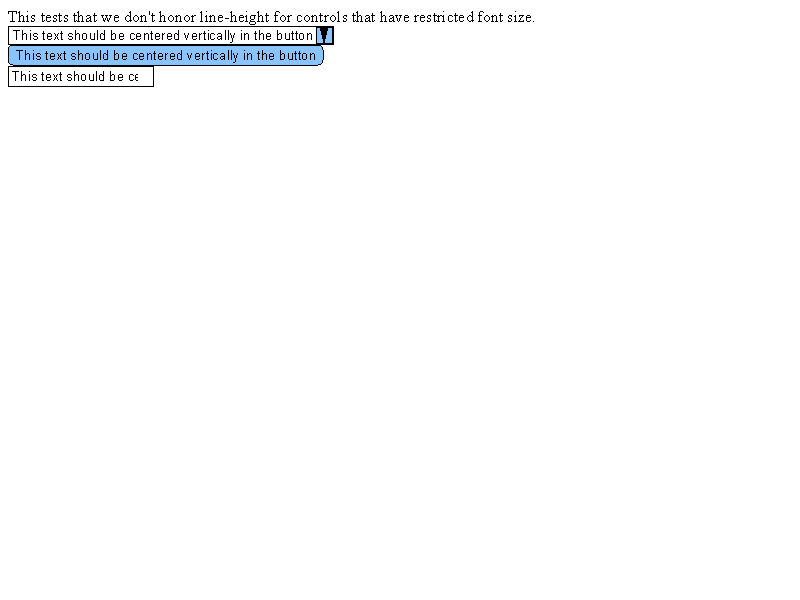 This tests that we don't honor line-height for controls that have restricted font size.
This text should be centered vertically in the button
This text should be centered vertically in the button
This text should be ce